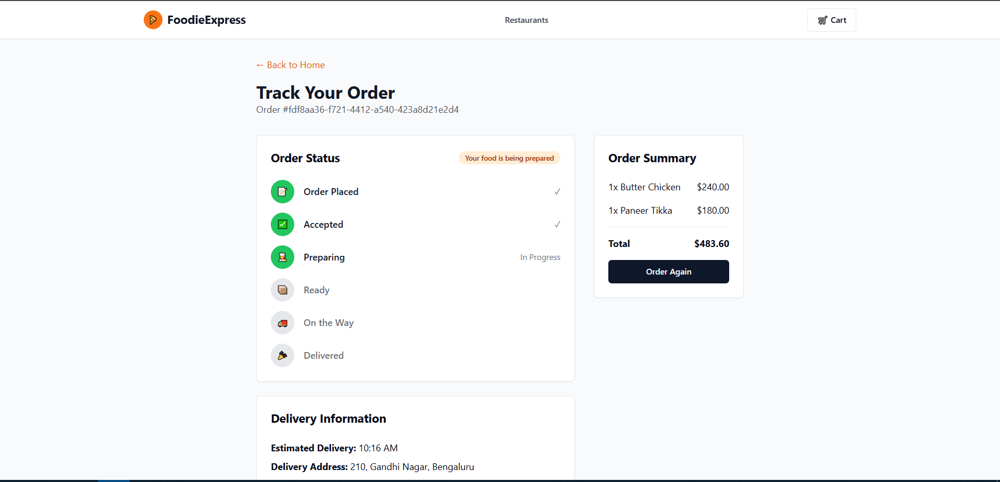 FoodieExpress
Restaurants
Cart
← Back to Home
Track Your Order
Order #fdf8aa36-f721-4412-a540-423a8d21e2d4
Order Status
Your food is being prepared
Order Placed ✓
Accepted ✓
Preparing In Progress
Ready
On the Way
Delivered
Order Summary
1x Butter Chicken $240.00
1x Paneer Tikka $180.00
Total $483.60
Order Again
Delivery Information
Estimated Delivery: 10:16 AM
Delivery Address: 210, Gandhi Nagar, Bengaluru